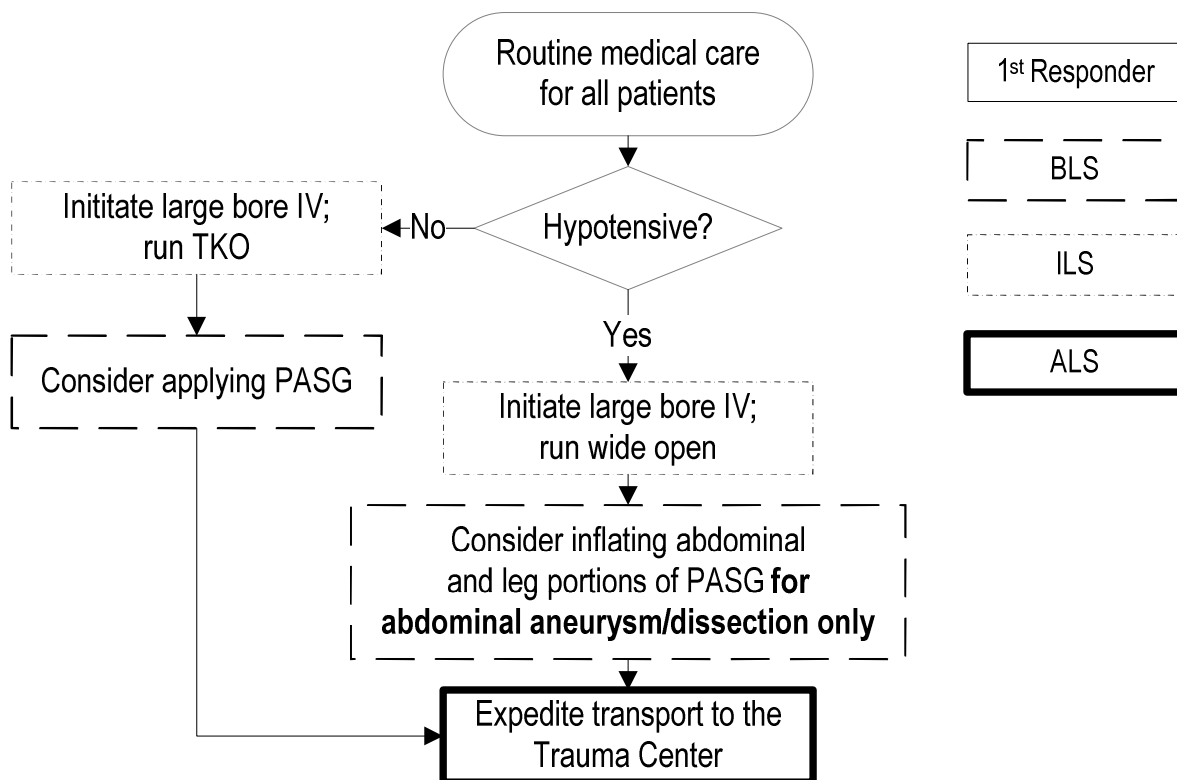 Routine medical care
for all patients
1st Responder
BLS
Inititate large bore IV;
run TKO
No
Hypotensive?
ILS
Yes
Consider applying PASG
ALS
Initiate large bore IV;
run wide open
Consider inflating abdominal
and leg portions of PASG for
abdominal aneurysm/dissection only
Expedite transport to the
Trauma Center